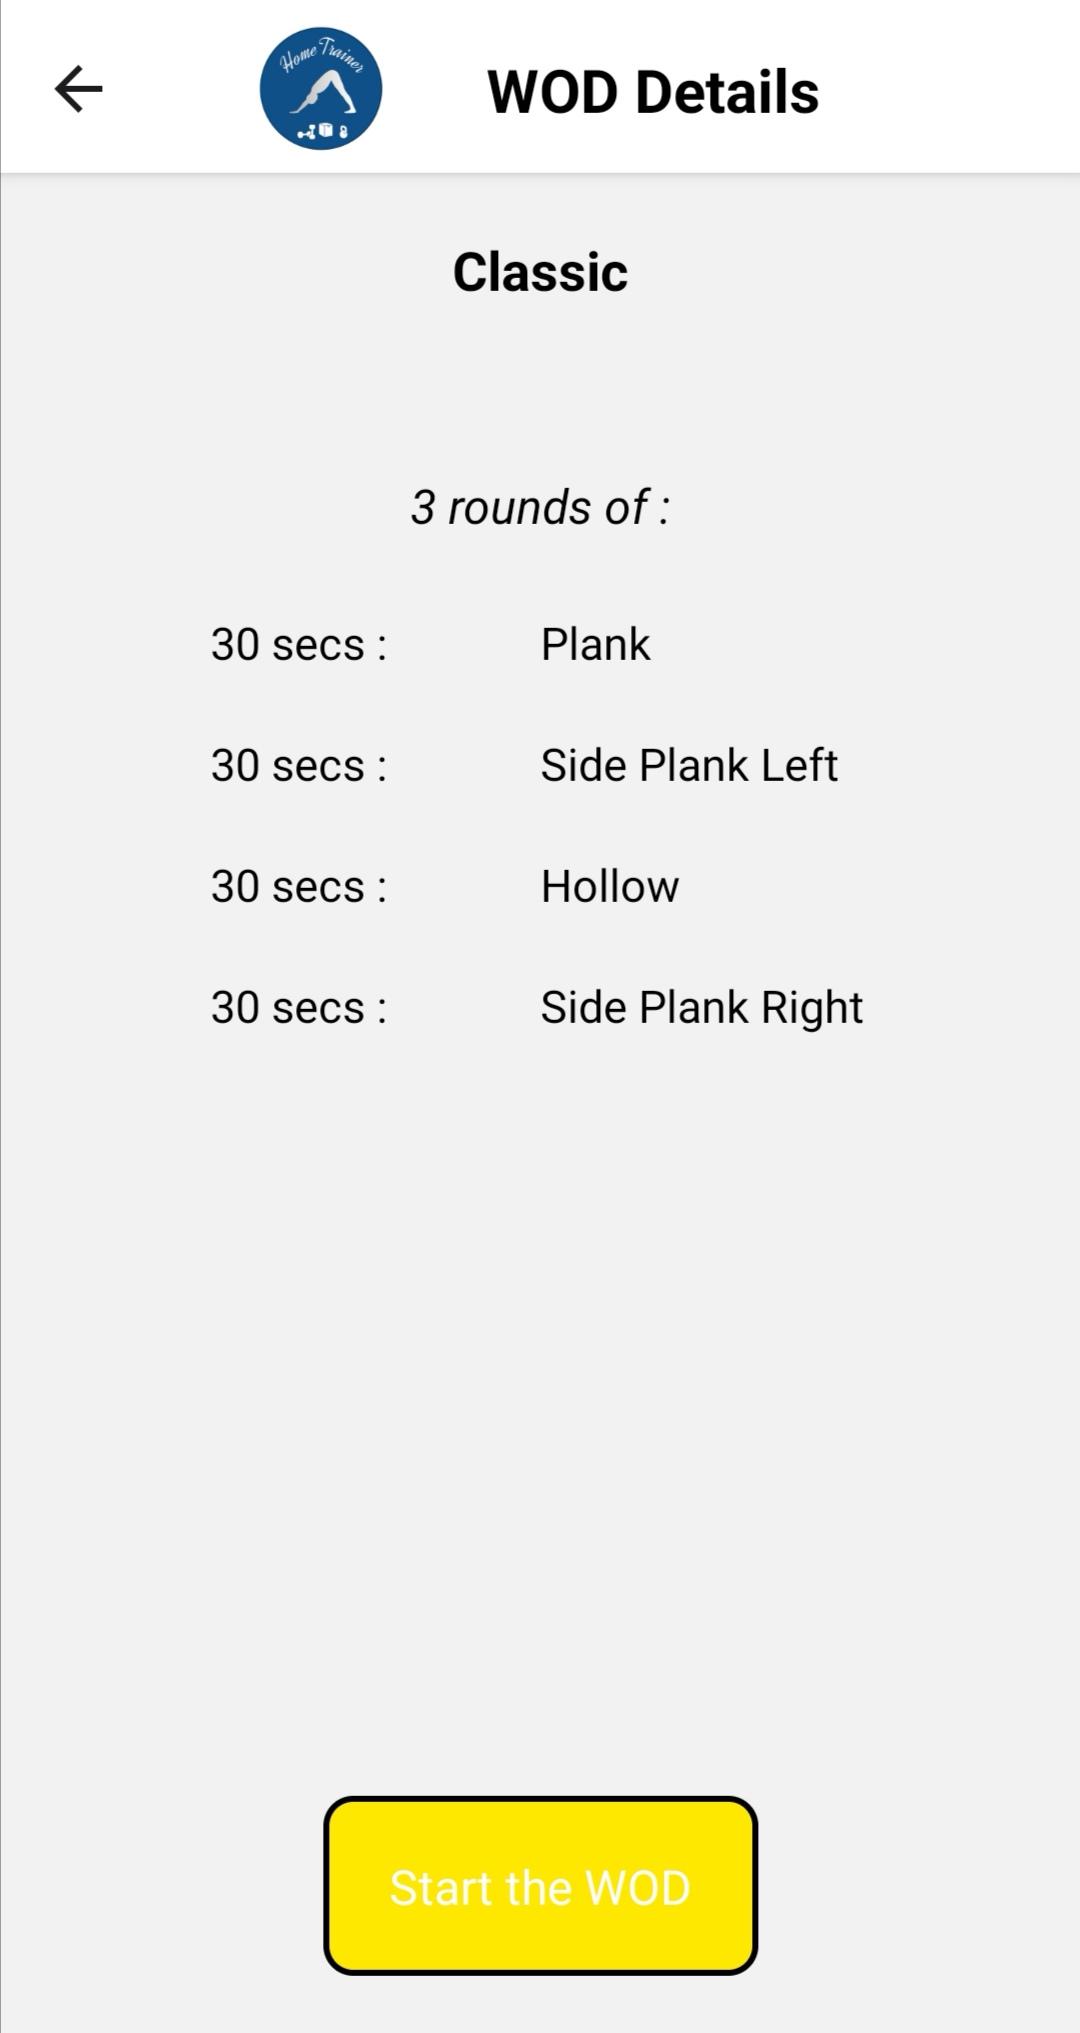 Home Trainer
WOD Details
Classic
3 rounds of :
30 secs : Plank
30 secs : Side Plank Left
30 secs : Hollow
30 secs : Side Plank Right
Start the WOD